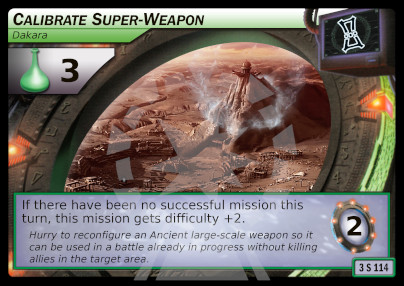 CALIBRATE SUPER-WEAPON
Dakara
3
If there have been no successful mission this
turn, this mission gets difficulty +2.
2
Hurry to reconfigure an Ancient large-scale weapon so it
can be used in a battle already in progress without killing
allies in the target area.
3 S 114